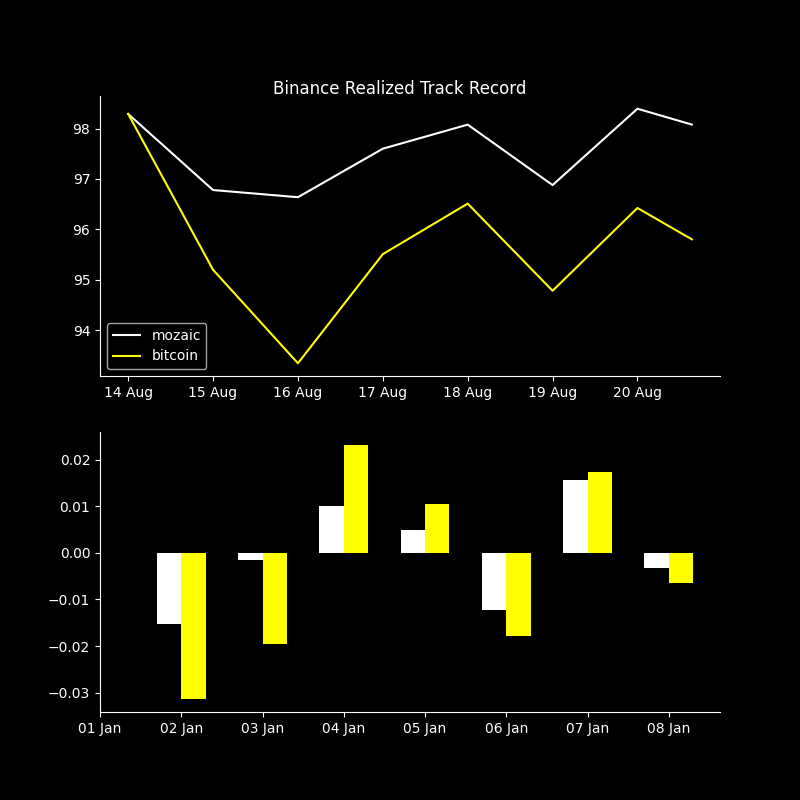 Binance Realized Track Record
98
97
96
95
94
mozaic
bitcoin
14 Aug 15 Aug 16 Aug 17 Aug 18 Aug 19 Aug 20 Aug
0.02
0.01
0.00
−0.01
−0.02
−0.03
01 Jan 02 Jan 03 Jan 04 Jan 05 Jan 06 Jan 07 Jan 08 Jan